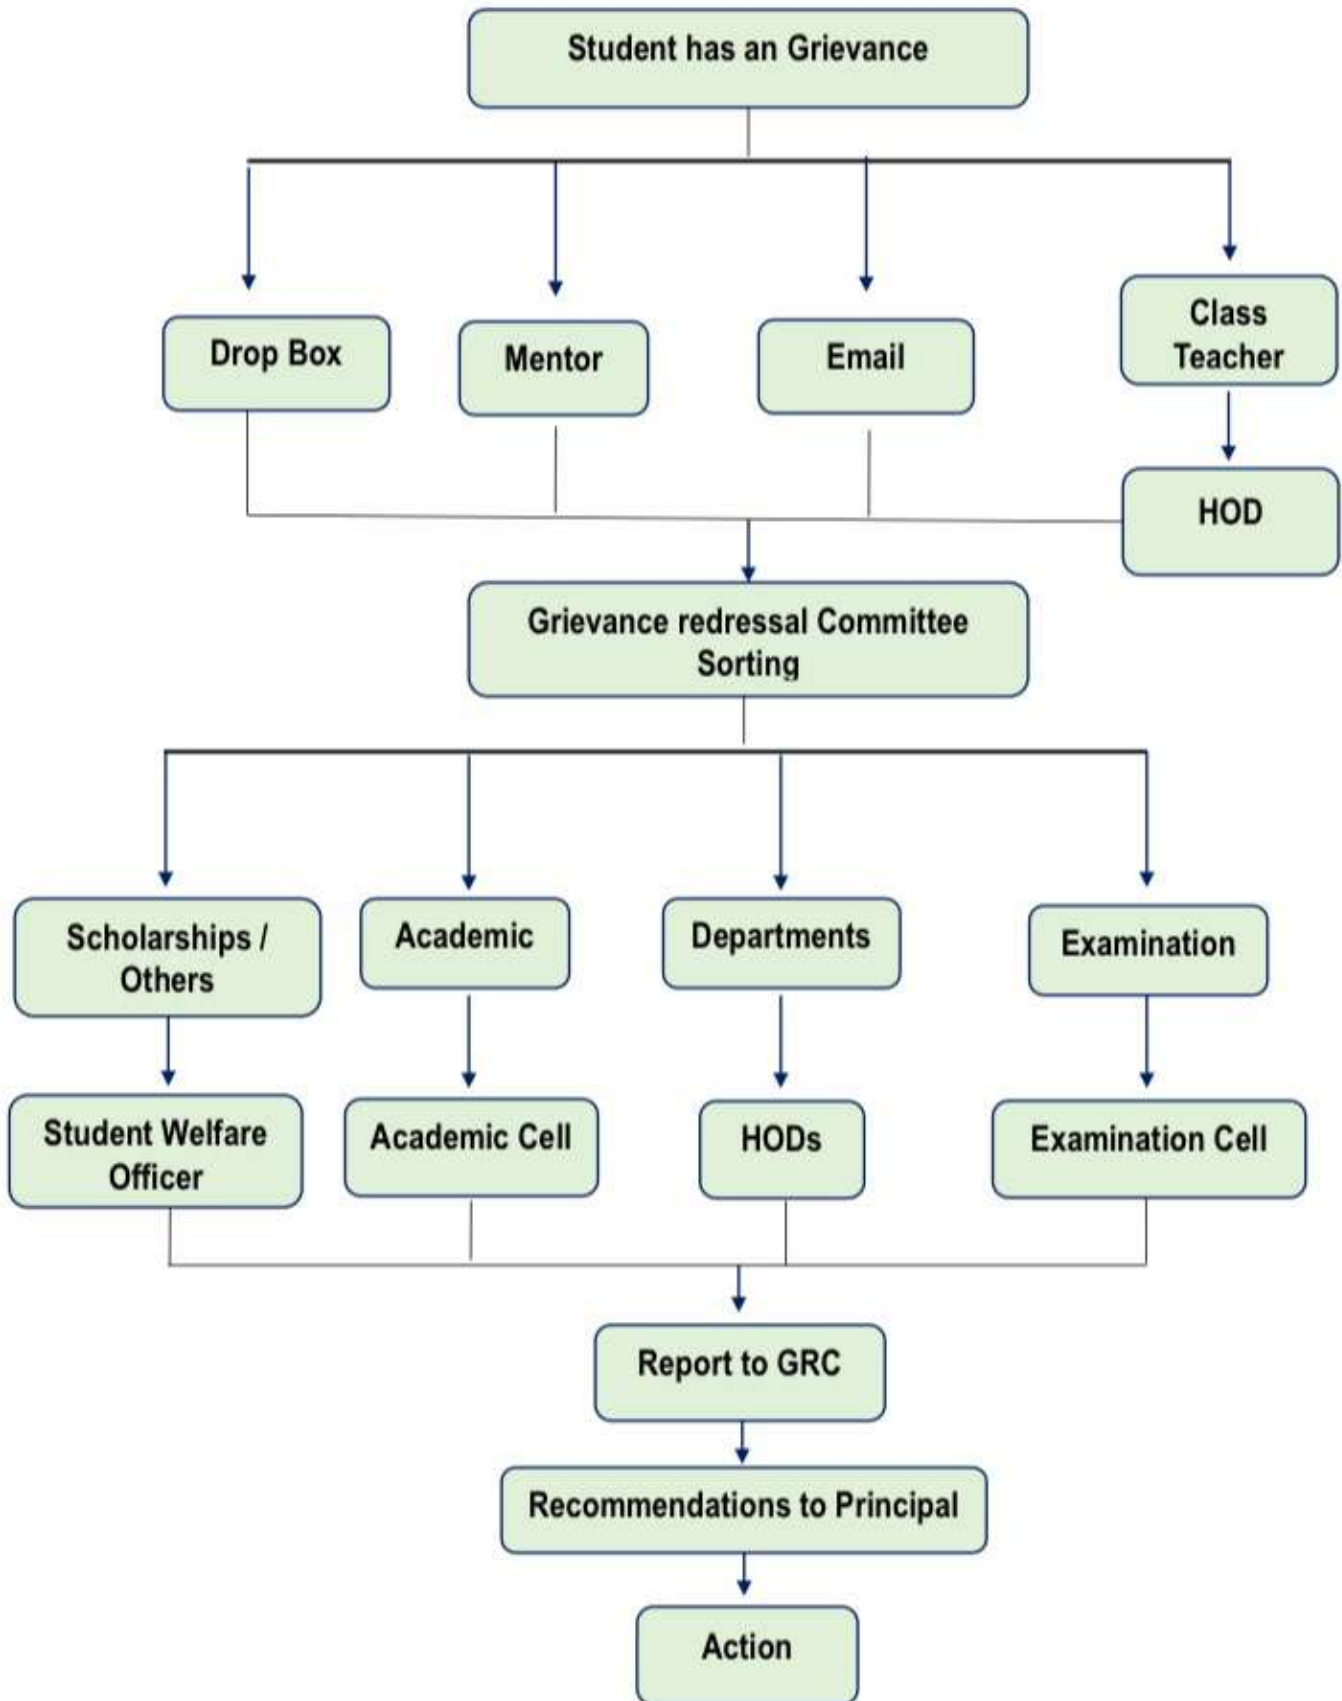 Student has an Grievance
Drop Box
Mentor
Email
Class
Teacher
HOD
Grievance redressal Committee
Sorting
Scholarships /
Others
Academic
Departments
Examination
Student Welfare
Officer
Academic Cell
HODs
Examination Cell
Report to GRC
Recommendations to Principal
Action